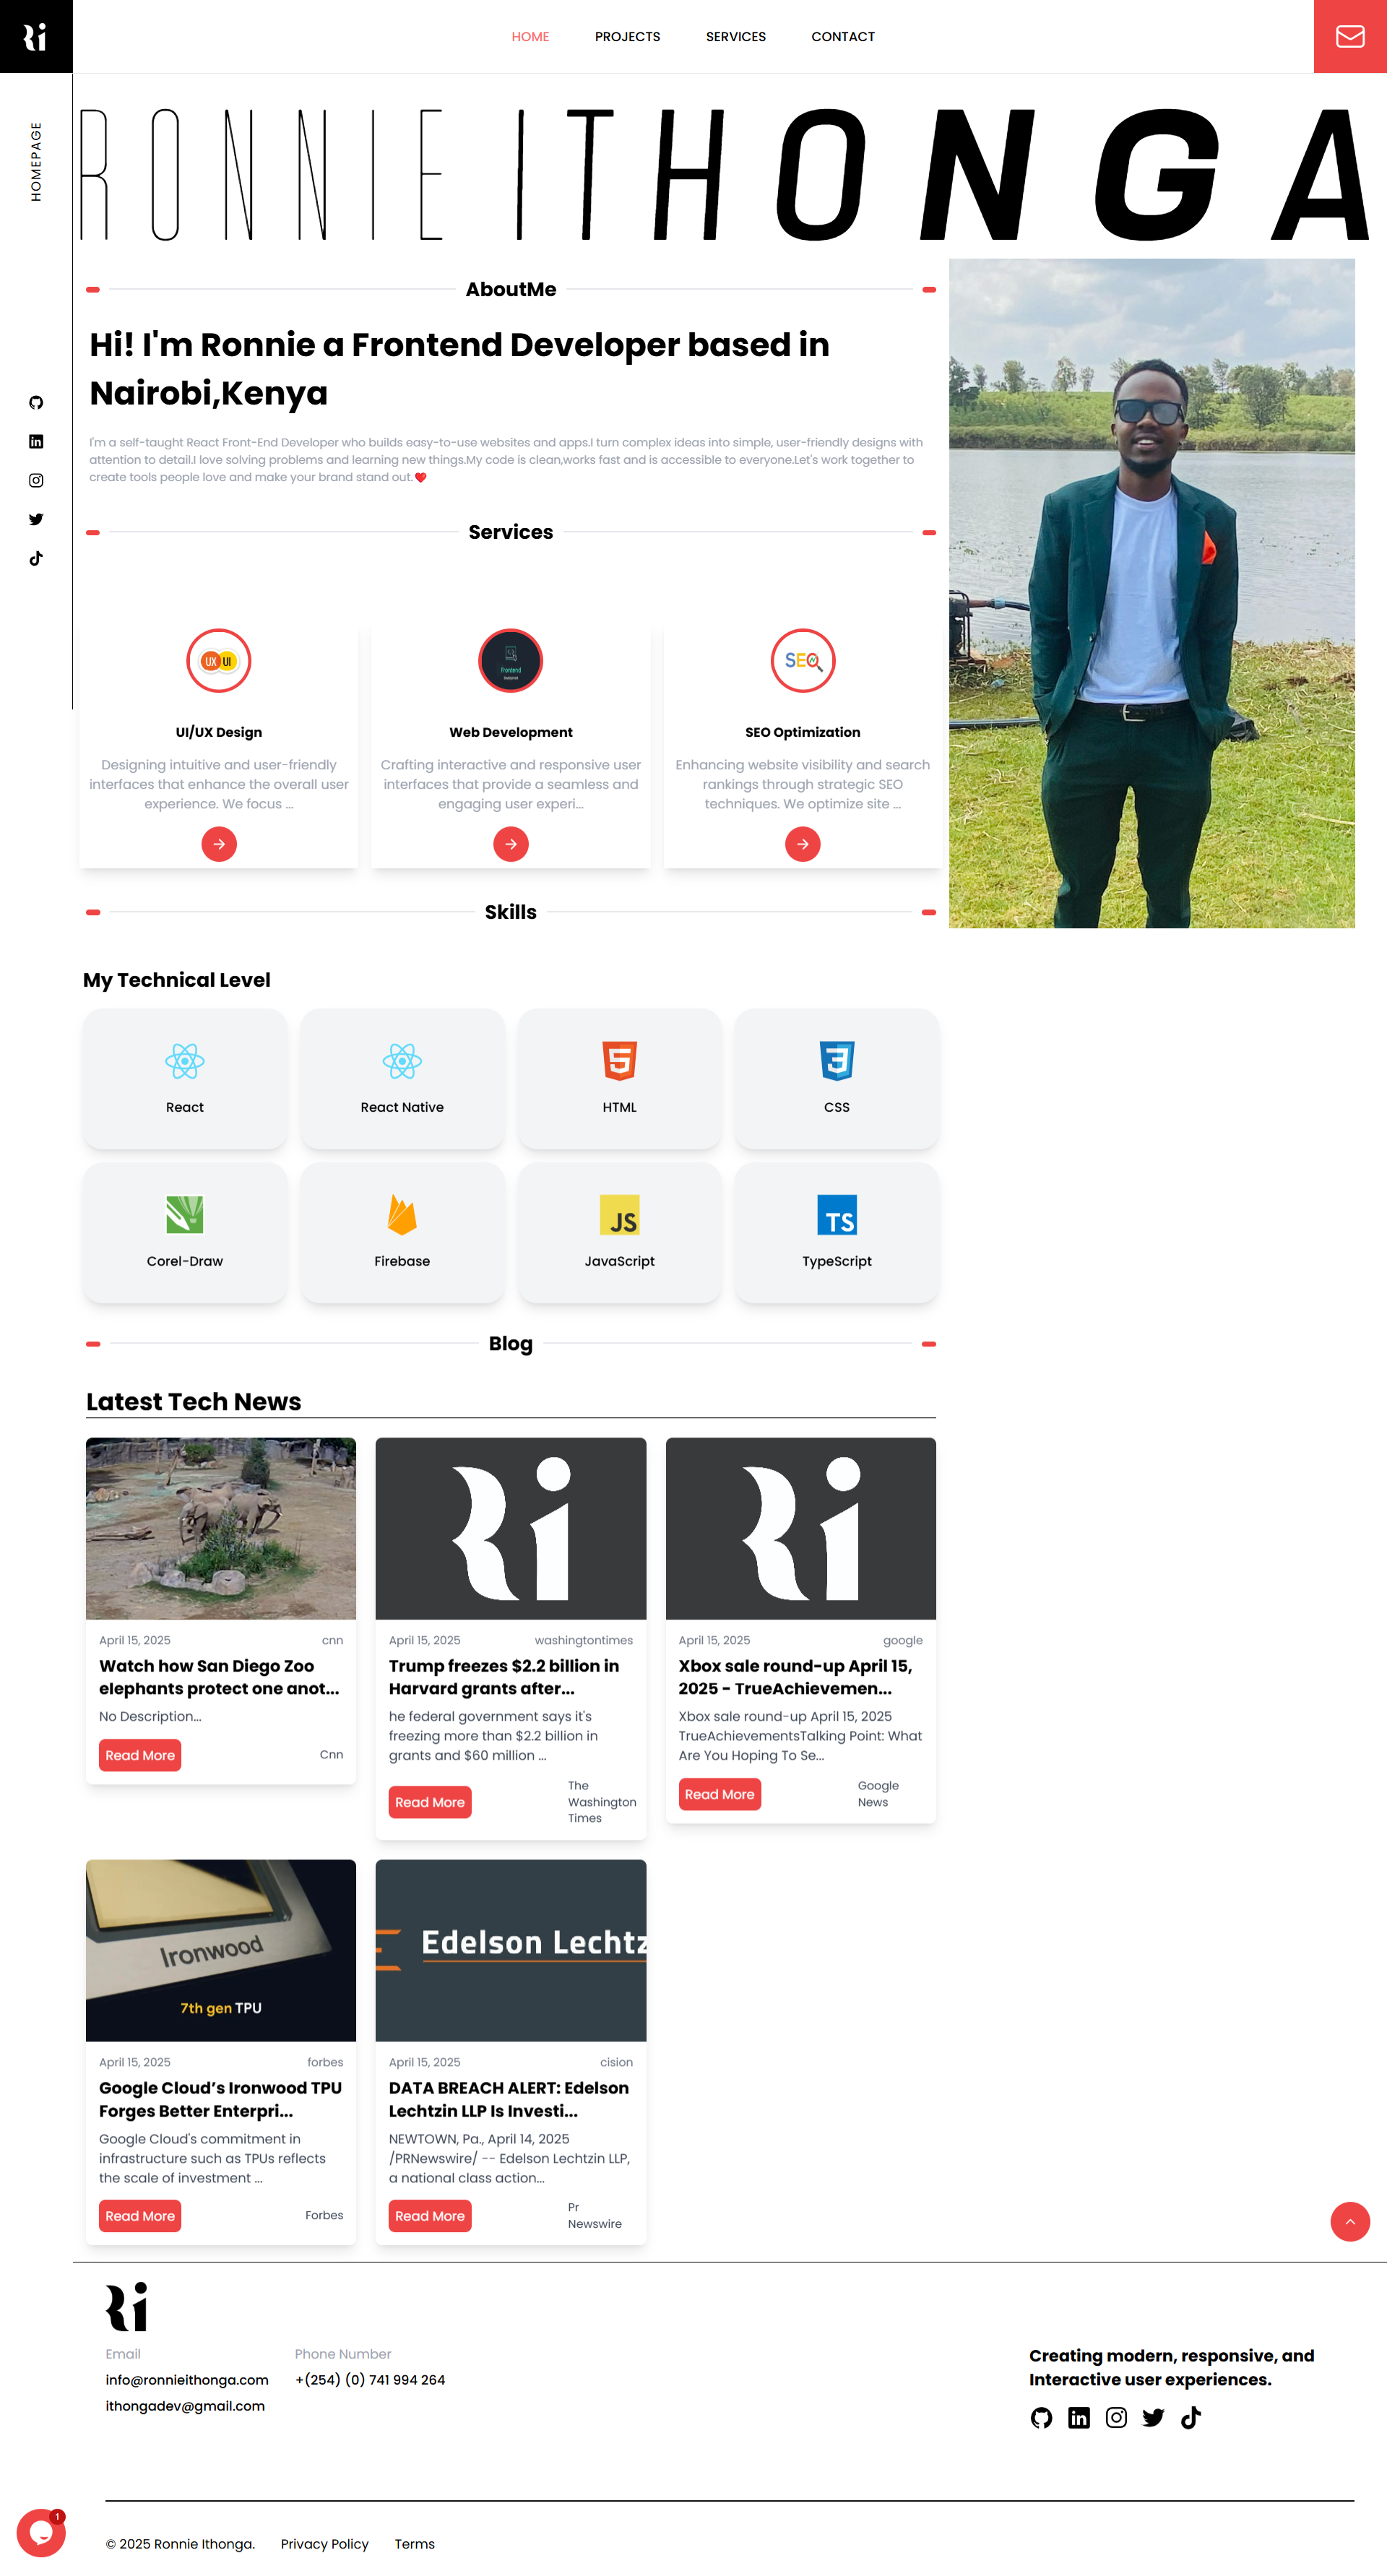 Ri
HOME
PROJECTS
SERVICES
CONTACT
HOMEPAGE
RONNIE ITHONGA
AboutMe
Hi! I'm Ronnie a Frontend Developer based in
Nairobi,Kenya
I'm a self-taught React Front-End Developer who builds easy-to-use websites and apps.I turn complex ideas into simple, user-friendly designs with
attention to detail.I love solving problems and learning new things.My code is clean,works fast and is accessible to everyone.Let's work together to
create tools people love and make your brand stand out.❤️
Services
UX UI
Frontend
SEO
UI/UX Design
Designing intuitive and user-friendly
interfaces that enhance the overall user
experience. We focus ...
Web Development
Crafting interactive and responsive user
interfaces that provide a seamless and
engaging user experi...
SEO Optimization
Enhancing website visibility and search
rankings through strategic SEO
techniques. We optimize site ...
Skills
My Technical Level
React
React Native
5
HTML
3
CSS
Corel-Draw
Firebase
JS
JavaScript
TS
TypeScript
Blog
Latest Tech News
April 15, 2025
cnn
Watch how San Diego Zoo
elephants protect one anot...
No Description...
Read More
Cnn
Ri
April 15, 2025
washingtontimes
Trump freezes $2.2 billion in
Harvard grants after...
he federal government says it's
freezing more than $2.2 billion in
grants and $60 million ...
Read More
The
Washington
Times
Ri
April 15, 2025
google
Xbox sale round-up April 15,
2025 - TrueAchievemen...
Xbox sale round-up April 15, 2025
TrueAchievementsTalking Point: What
Are You Hoping To Se...
Read More
Google
News
Ironwood
7th gen TPU
April 15, 2025
forbes
Google Cloud’s Ironwood TPU
Forges Better Enterpri...
Google Cloud's commitment in
infrastructure such as TPUs reflects
the scale of investment ...
Read More
Forbes
Edelson Lechtz
April 15, 2025
cision
DATA BREACH ALERT: Edelson
Lechtzin LLP Is Investi...
NEWTOWN, Pa., April 14, 2025
/PRNewswire/ -- Edelson Lechtzin LLP,
a national class action...
Read More
Pr
Newswire
Ri
Email
info@ronnieithonga.com
ithongadev@gmail.com
Phone Number
+(254) (0) 741 994 264
Creating modern, responsive, and
Interactive user experiences.
in
1
© 2025 Ronnie Ithonga.
Privacy Policy
Terms